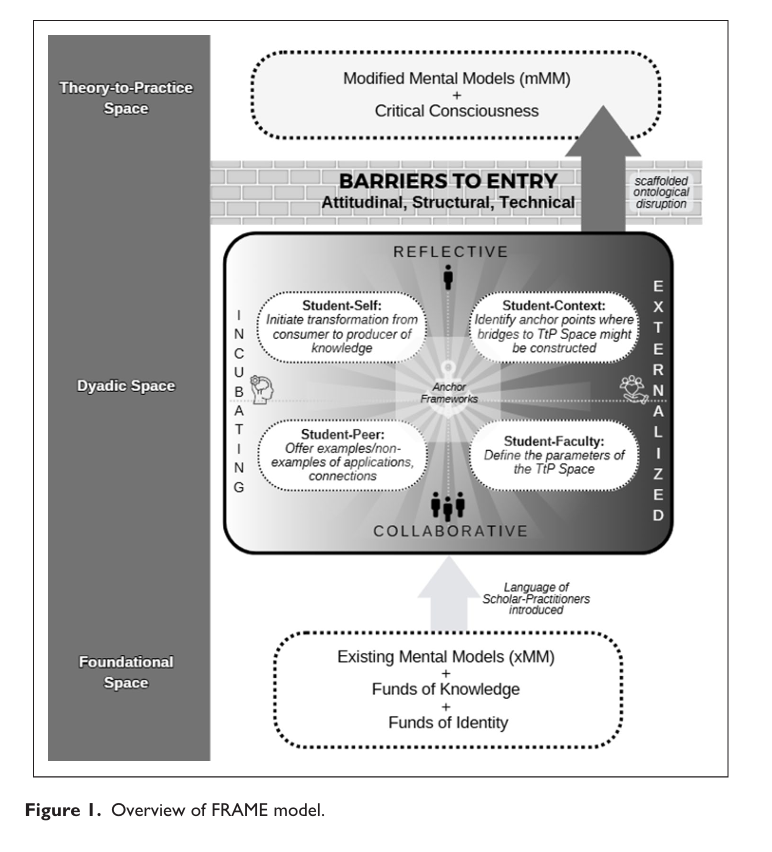 Theory-to-Practice
Space
Modified Mental Models (mMM)
+
Critical Consciousness
BARRIERS TO ENTRY
Attitudinal, Structural, Technical
scaffolded
ontological
disruption
Dyadic Space
REFLECTIVE
INCUBATING
EXTERNALIZED
Student-Self:
Initiate transformation from
consumer to producer of
knowledge
Student-Context:
Identify anchor points where
bridges to TtP Space might
be constructed
Anchor
Frameworks
Student-Peer:
Offer examples/non-
examples of applications,
connections
Student-Faculty:
Define the parameters of
the TtP Space
COLLABORATIVE
Language of
Scholar-Practitioners
introduced
Foundational
Space
Existing Mental Models (xMM)
+
Funds of Knowledge
+
Funds of Identity
Figure 1. Overview of FRAME model.